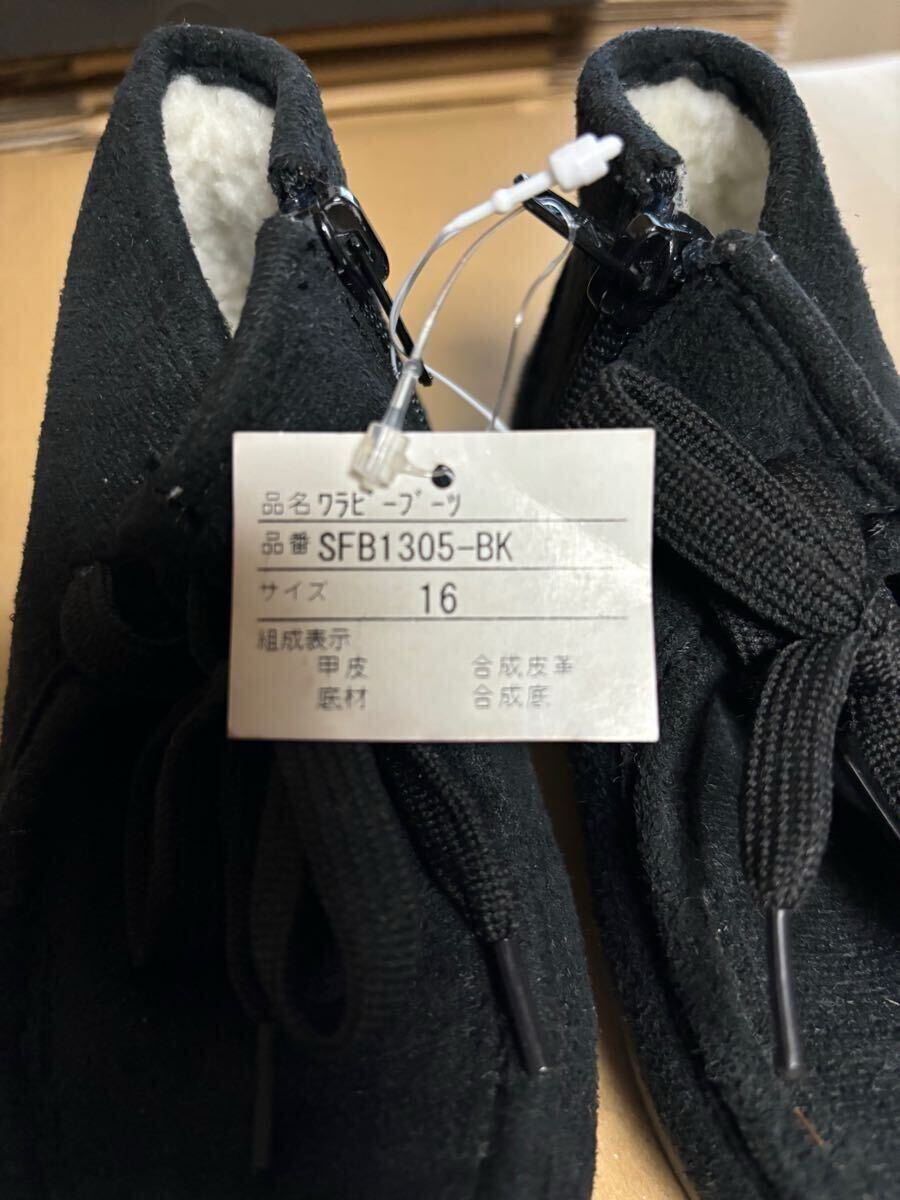 品名 ﾜﾗﾋﾞｰﾌﾞｰﾂ
品番 SFB1305-BK
サイズ 16
組成表示
甲皮 合成皮革
底材 合成底